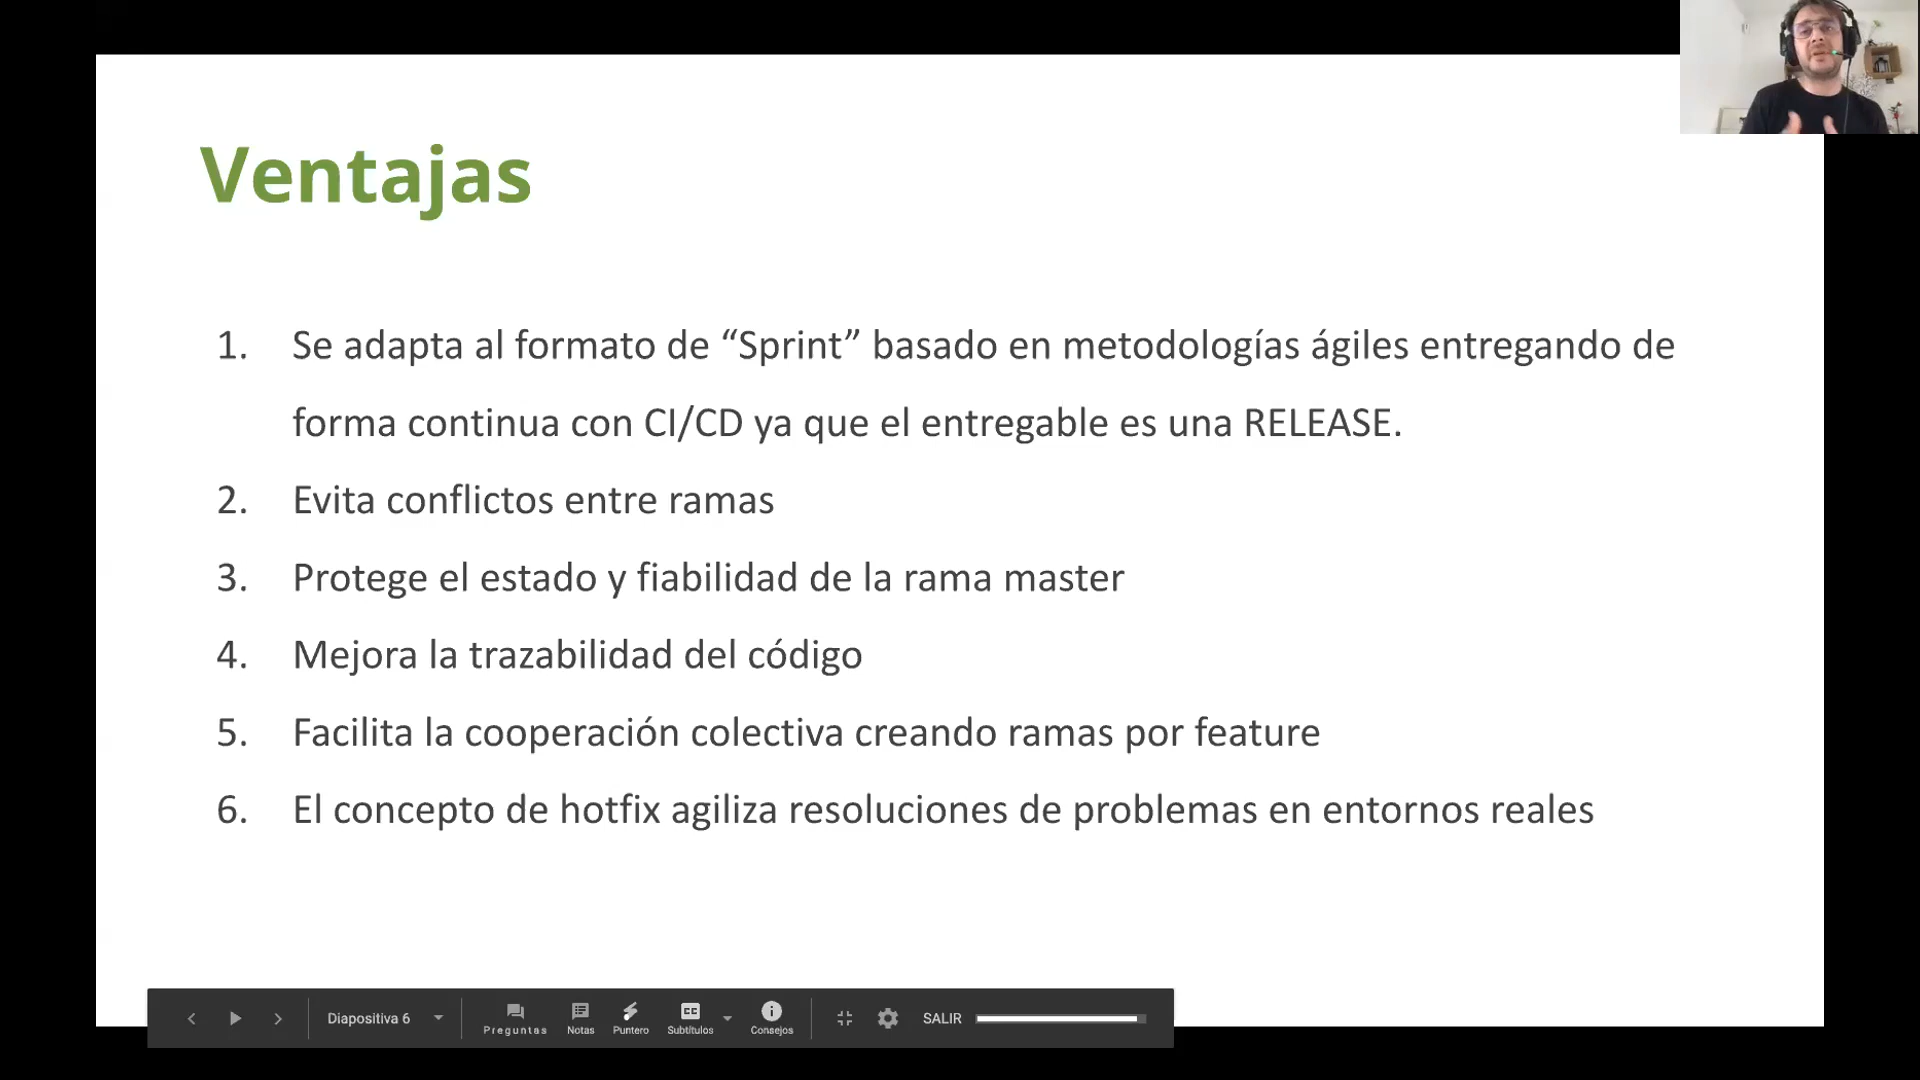 Ventajas
1. Se adapta al formato de “Sprint” basado en metodologías ágiles entregando de
forma continua con CI/CD ya que el entregable es una RELEASE.
2. Evita conflictos entre ramas
3. Protege el estado y fiabilidad de la rama master
4. Mejora la trazabilidad del código
5. Facilita la cooperación colectiva creando ramas por feature
6. El concepto de hotfix agiliza resoluciones de problemas en entornos reales
Diapositiva 6
Preguntas
Notas
Puntero
CC
Subtítulos
Consejos
SALIR